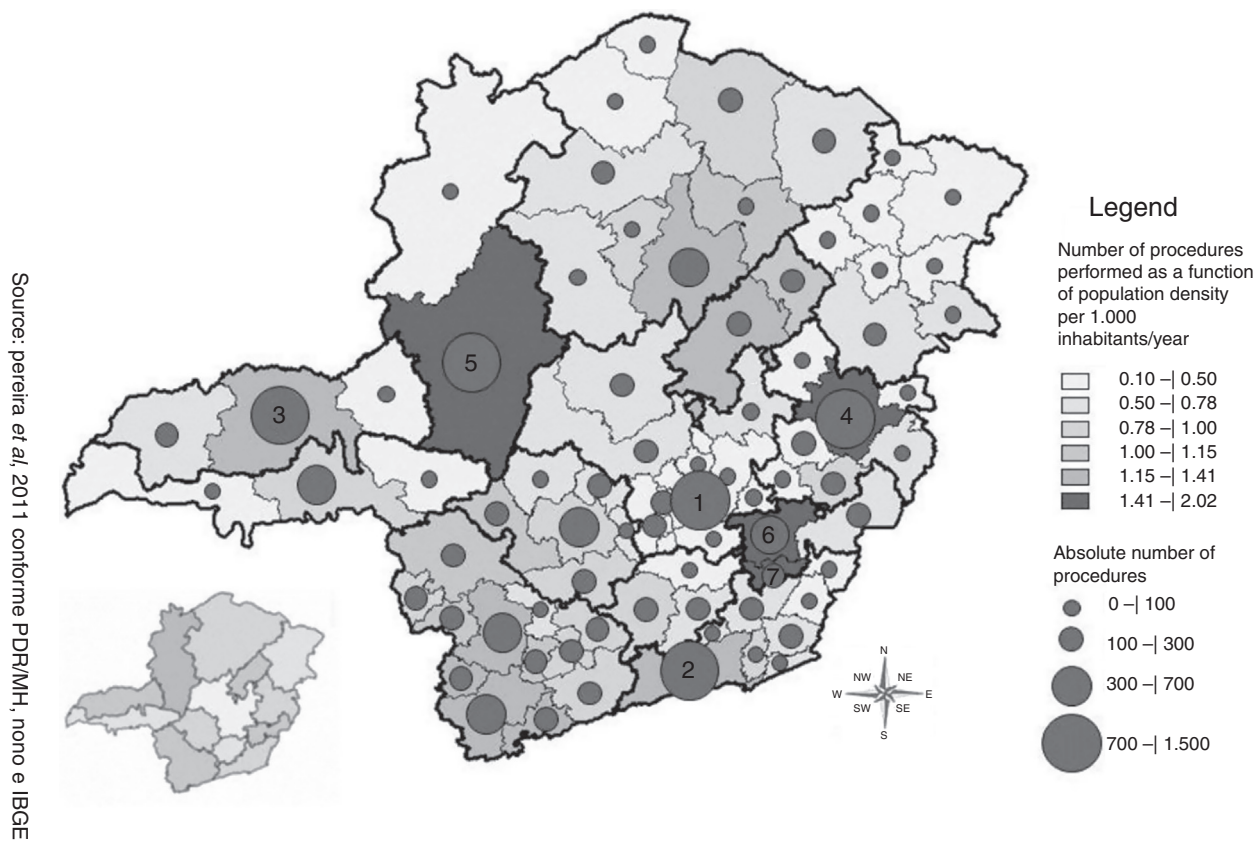 Source: pereira et al, 2011 conforme PDR/MH, nono e IBGE
5
3
4
1
6
7
2
N
NW NE
W E
SW SE
S
Legend
Number of procedures
performed as a function
of population density
per 1.000
inhabitants/year
0.10 –| 0.50
0.50 –| 0.78
0.78 –| 1.00
1.00 –| 1.15
1.15 –| 1.41
1.41 –| 2.02
Absolute number of
procedures
0 –| 100
100 –| 300
300 –| 700
700 –| 1.500